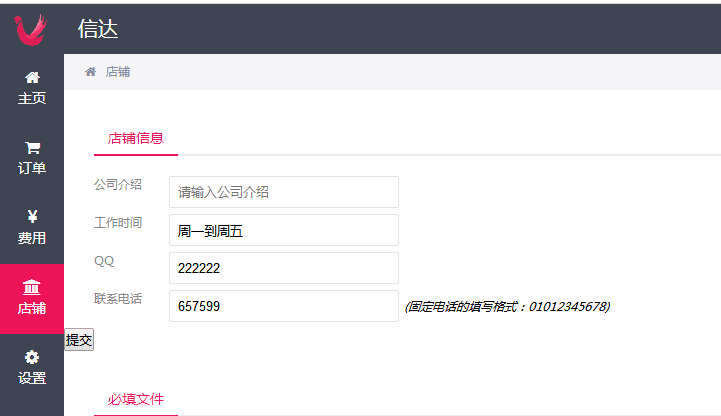 信达
主页
店铺
订单
费用
店铺
设置
店铺信息
公司介绍 请输入公司介绍
工作时间 周一到周五
QQ 222222
联系电话 657599 (固定电话的填写格式：01012345678)
提交
必填文件